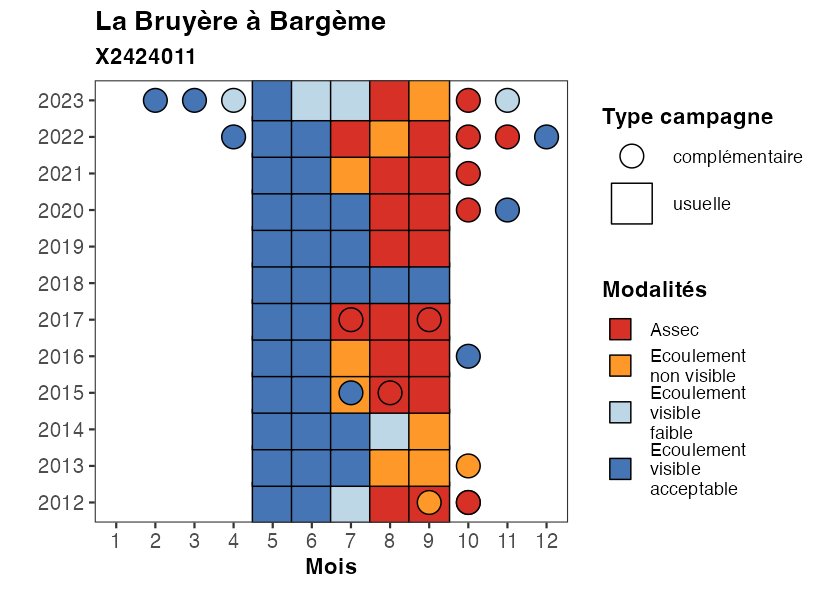 La Bruyère à Bargème
X2424011
2023
2022
2021
2020
2019
2018
2017
2016
2015
2014
2013
2012
1 2 3 4 5 6 7 8 9 10 11 12
Mois
Type campagne
complémentaire
usuelle
Modalités
Assec
Ecoulement
non visible
Ecoulement
visible
faible
Ecoulement
visible
acceptable